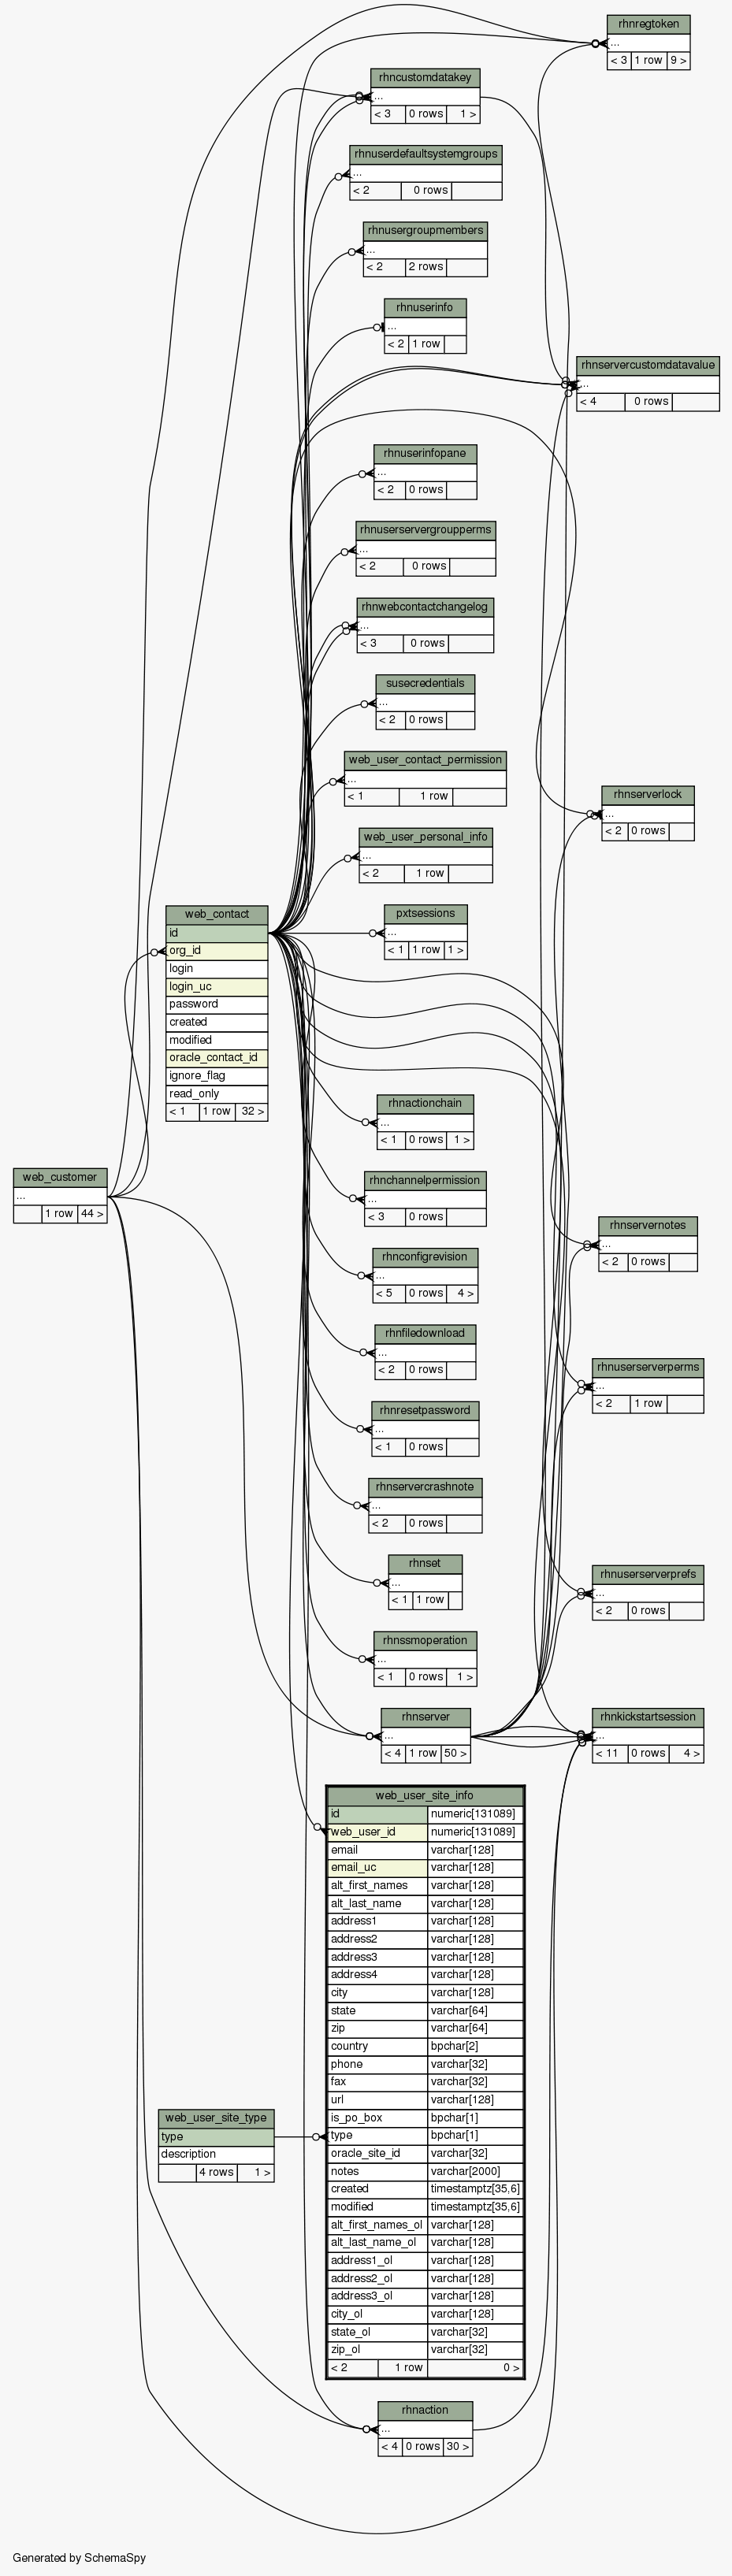 rhnregtoken
...
< 3 1 row 9 >
rhncustomdatakey
...
< 3 0 rows 1 >
rhnuserdefaultsystemgroups
...
< 2 0 rows
rhnusergroupmembers
...
< 2 2 rows
rhnuserinfo
...
< 2 1 row
rhnservercustomdatavalue
...
< 4 0 rows
rhnuserinfopane
...
< 2 0 rows
rhnuserservergroupperms
...
< 2 0 rows
rhnwebcontactchangelog
...
< 3 0 rows
susecredentials
...
< 2 0 rows
web_user_contact_permission
...
< 1 1 row
rhnserverlock
...
< 2 0 rows
web_user_personal_info
...
< 2 1 row
pxtsessions
...
< 1 1 row 1 >
web_contact
id
org_id
login
login_uc
password
created
modified
oracle_contact_id
ignore_flag
read_only
< 1 1 row 32 >
rhnactionchain
...
< 1 0 rows 1 >
web_customer
...
1 row 44 >
rhnchannelpermission
...
< 3 0 rows
rhnservernotes
...
< 2 0 rows
rhnconfigrevision
...
< 5 0 rows 4 >
rhnfiledownload
...
< 2 0 rows
rhnuserserverperms
...
< 2 1 row
rhnresetpassword
...
< 1 0 rows
rhnservercrashnote
...
< 2 0 rows
rhnset
...
< 1 1 row
rhnuserserverprefs
...
< 2 0 rows
rhnssmoperation
...
< 1 0 rows 1 >
rhnserver
...
< 4 1 row 50 >
rhnkickstartsession
...
< 11 0 rows 4 >
web_user_site_info
id numeric[131089]
web_user_id numeric[131089]
email varchar[128]
email_uc varchar[128]
alt_first_names varchar[128]
alt_last_name varchar[128]
address1 varchar[128]
address2 varchar[128]
address3 varchar[128]
address4 varchar[128]
city varchar[128]
state varchar[64]
zip varchar[64]
country bpchar[2]
phone varchar[32]
fax varchar[32]
url varchar[128]
is_po_box bpchar[1]
type bpchar[1]
oracle_site_id varchar[32]
notes varchar[2000]
created timestamptz[35,6]
modified timestamptz[35,6]
alt_first_names_ol varchar[128]
alt_last_name_ol varchar[128]
address1_ol varchar[128]
address2_ol varchar[128]
address3_ol varchar[128]
city_ol varchar[128]
state_ol varchar[32]
zip_ol varchar[32]
< 2 1 row 0 >
web_user_site_type
type
description
4 rows 1 >
rhnaction
...
< 4 0 rows 30 >
Generated by SchemaSpy